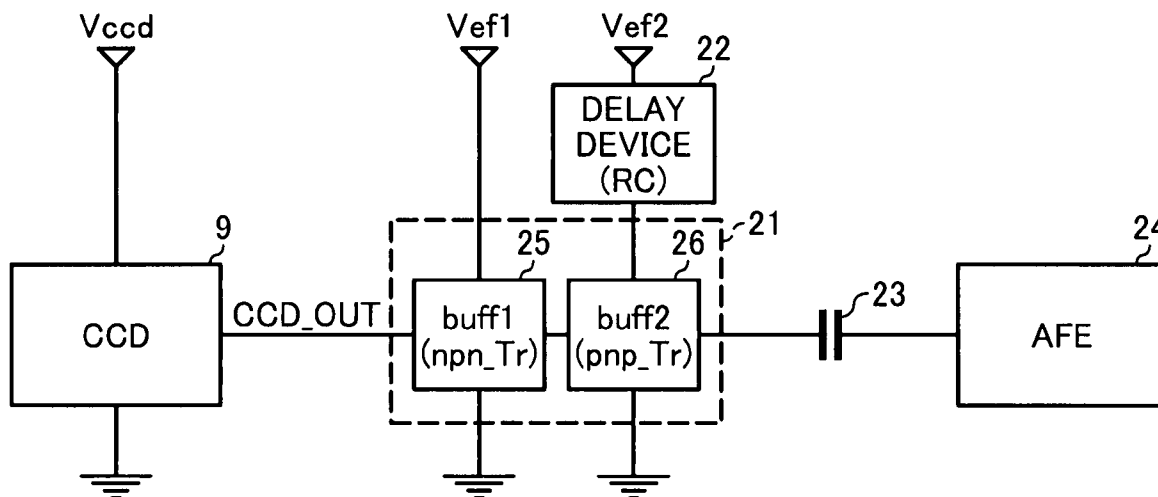 Vccd
Vef1
Vef2
22
DELAY
DEVICE
(RC)
21
9
25
26
24
CCD
CCD_OUT
buff1
(npn_Tr)
buff2
(pnp_Tr)
23
AFE